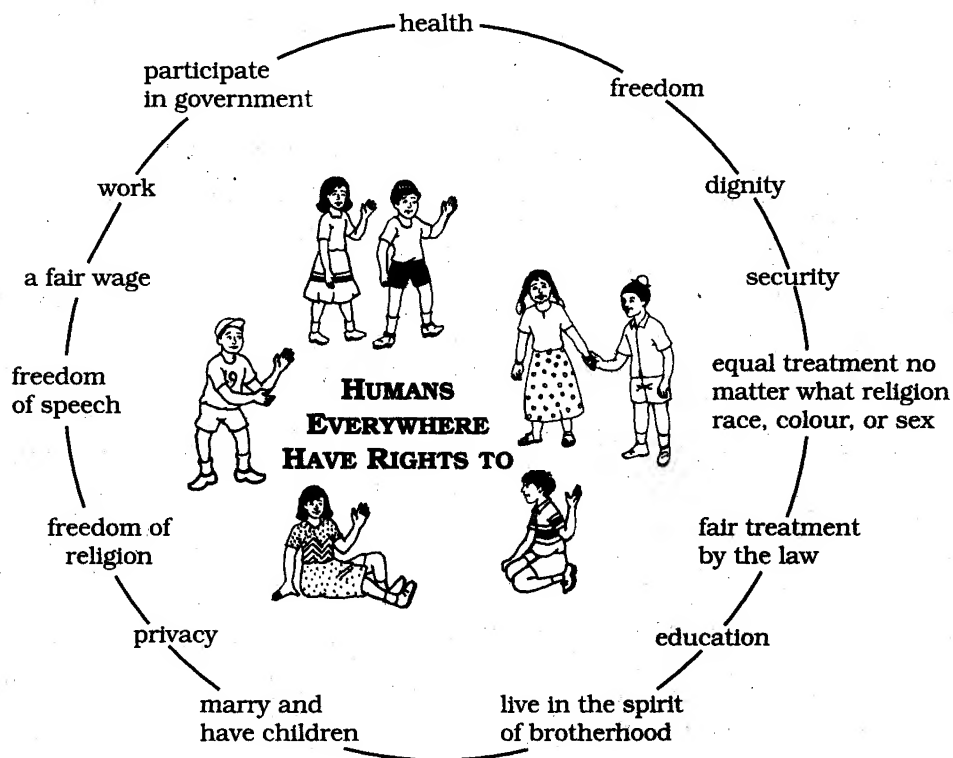 health
freedom
dignity
security
equal treatment no
matter what religion
race, colour, or sex
fair treatment
by the law
education
live in the spirit
of brotherhood
marry and
have children
privacy
freedom of
religion
freedom
of speech
a fair wage
work
participate
in government
19
HUMANS
EVERYWHERE
HAVE RIGHTS TO